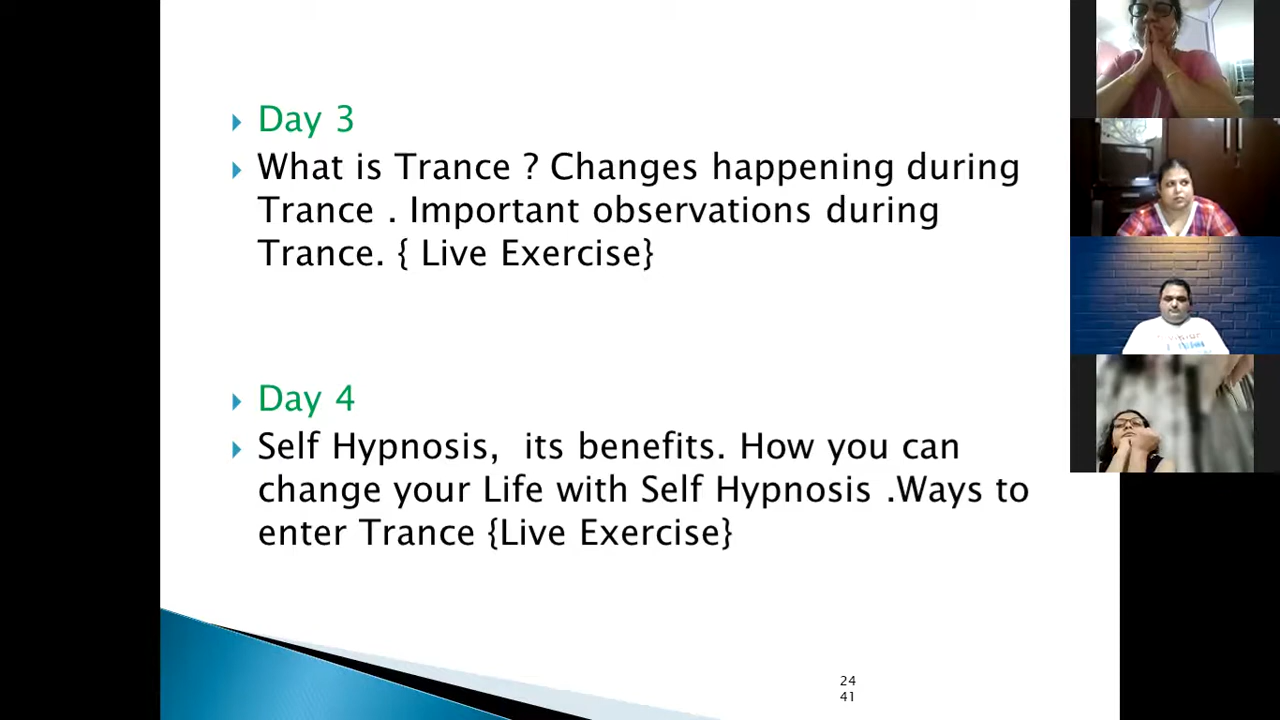 Day 3
What is Trance ? Changes happening during
Trance . Important observations during
Trance. { Live Exercise}
Day 4
Self Hypnosis, its benefits. How you can
change your Life with Self Hypnosis .Ways to
enter Trance {Live Exercise}
24
41